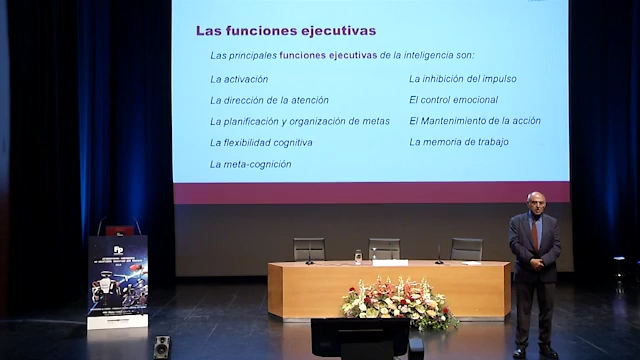 Las funciones ejecutivas
Las principales funciones ejecutivas de la inteligencia son:
La activación
La dirección de la atención
La planificación y organización de metas
La flexibilidad cognitiva
La meta-cognición
La inhibición del impulso
El control emocional
El Mantenimiento de la acción
La memoria de trabajo
Fp